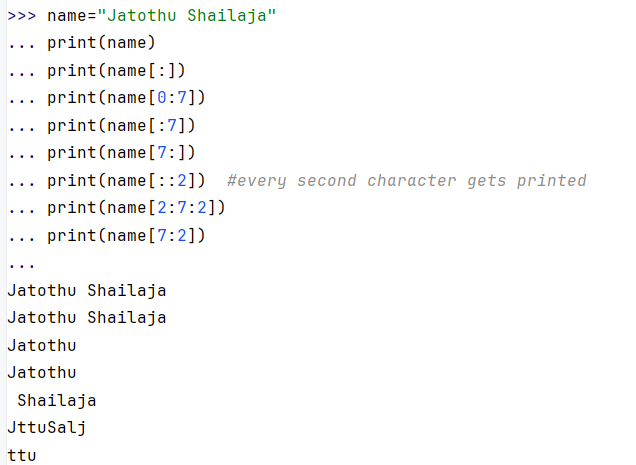 >>> name="Jatothu Shailaja"
... print(name)
... print(name[:])
... print(name[0:7])
... print(name[:7])
... print(name[7:])
... print(name[::2])  #every second character gets printed
... print(name[2:7:2])
... print(name[7:2])
...
Jatothu Shailaja
Jatothu Shailaja
Jatothu
Jatothu
 Shailaja
JttuSalj
ttu